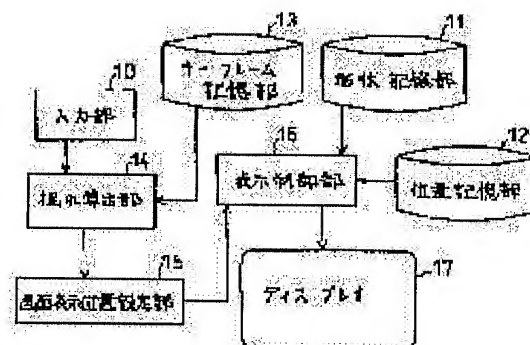 13
11
10
キーフレーム
記憶部
形状記憶部
入力部
16
12
14
表示制御部
位置記憶部
算出部
15
画面表示位置設定部
17
ディスプレイ